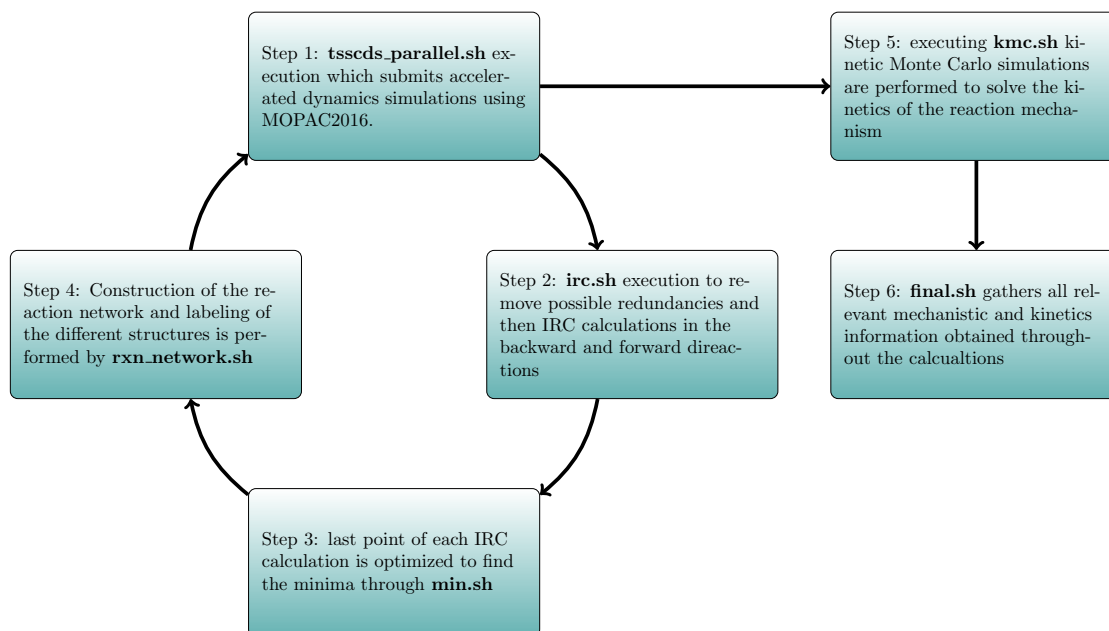 Step 1: tsscds_parallel.sh ex-
ecution which submits acceler-
ated dynamics simulations using
MOPAC2016.
Step 5: executing kmc.sh ki-
netic Monte Carlo simulations
are performed to solve the ki-
netics of the reaction mecha-
nism
Step 4: Construction of the re-
action network and labeling of
the different structures is per-
formed by rxn_network.sh
Step 2: irc.sh execution to re-
move possible redundancies and
then IRC calculations in the
backward and forward direac-
tions
Step 6: final.sh gathers all rel-
evant mechanistic and kinetics
information obtained through-
out the calcualtions
Step 3: last point of each IRC
calculation is optimized to find
the minima through min.sh